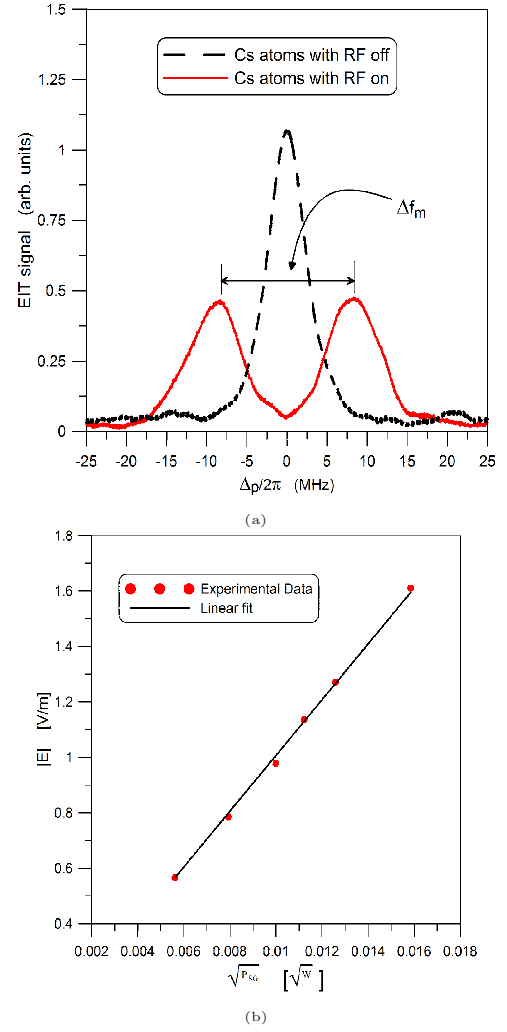 1.5
1.25
1
0.75
0.5
0.25
0
EIT signal (arb. units)
Cs atoms with RF off
Cs atoms with RF on
Δfm
-25 -20 -15 -10 -5 0 5 10 15 20 25
Δp/2π (MHz)
(a)
1.8
1.6
1.4
1.2
1
0.8
0.6
0.4
|E| [V/m]
Experimental Data
Linear fit
0.002 0.004 0.006 0.008 0.01 0.012 0.014 0.016 0.018
√PSG [√W]
(b)